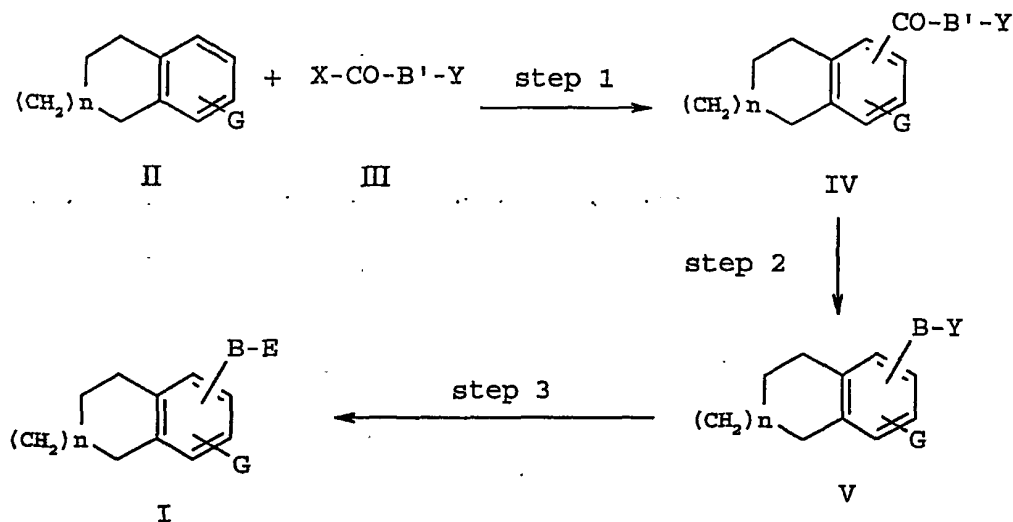 CO-B'-Y
+ X-CO-B'-Y
step 1
(CH₂)n
G
(CH₂)n
G
II
III
IV
step 2
B-E
B-Y
step 3
(CH₂)n
G
(CH₂)n
G
I
V